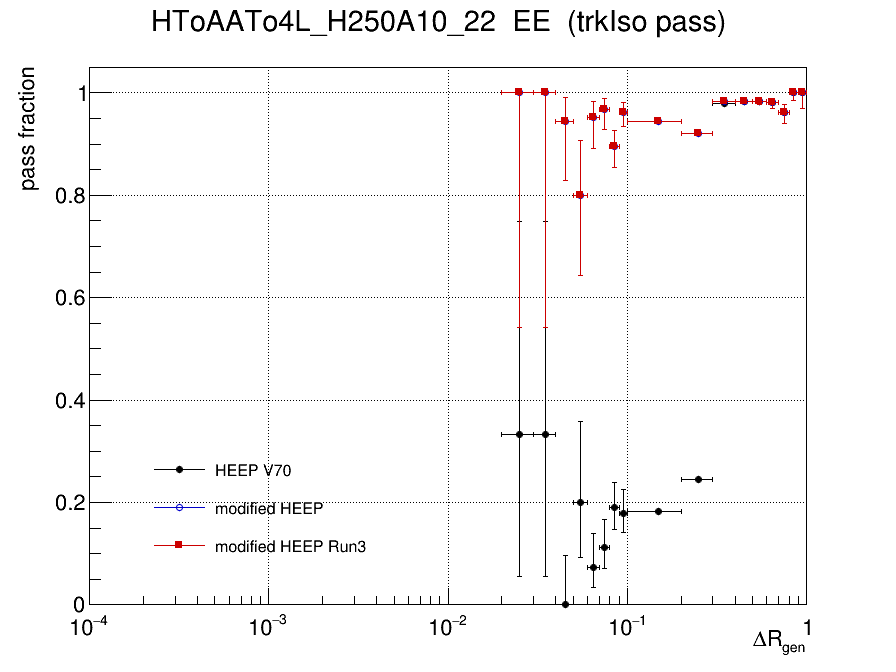 HToAATo4L_H250A10_22 EE (trkIso pass)
pass fraction
1
0.8
0.6
0.4
0.2
0
HEEP V70
modified HEEP
modified HEEP Run3
10⁻⁴ 10⁻³ 10⁻² 10⁻¹ 1
ΔR_gen